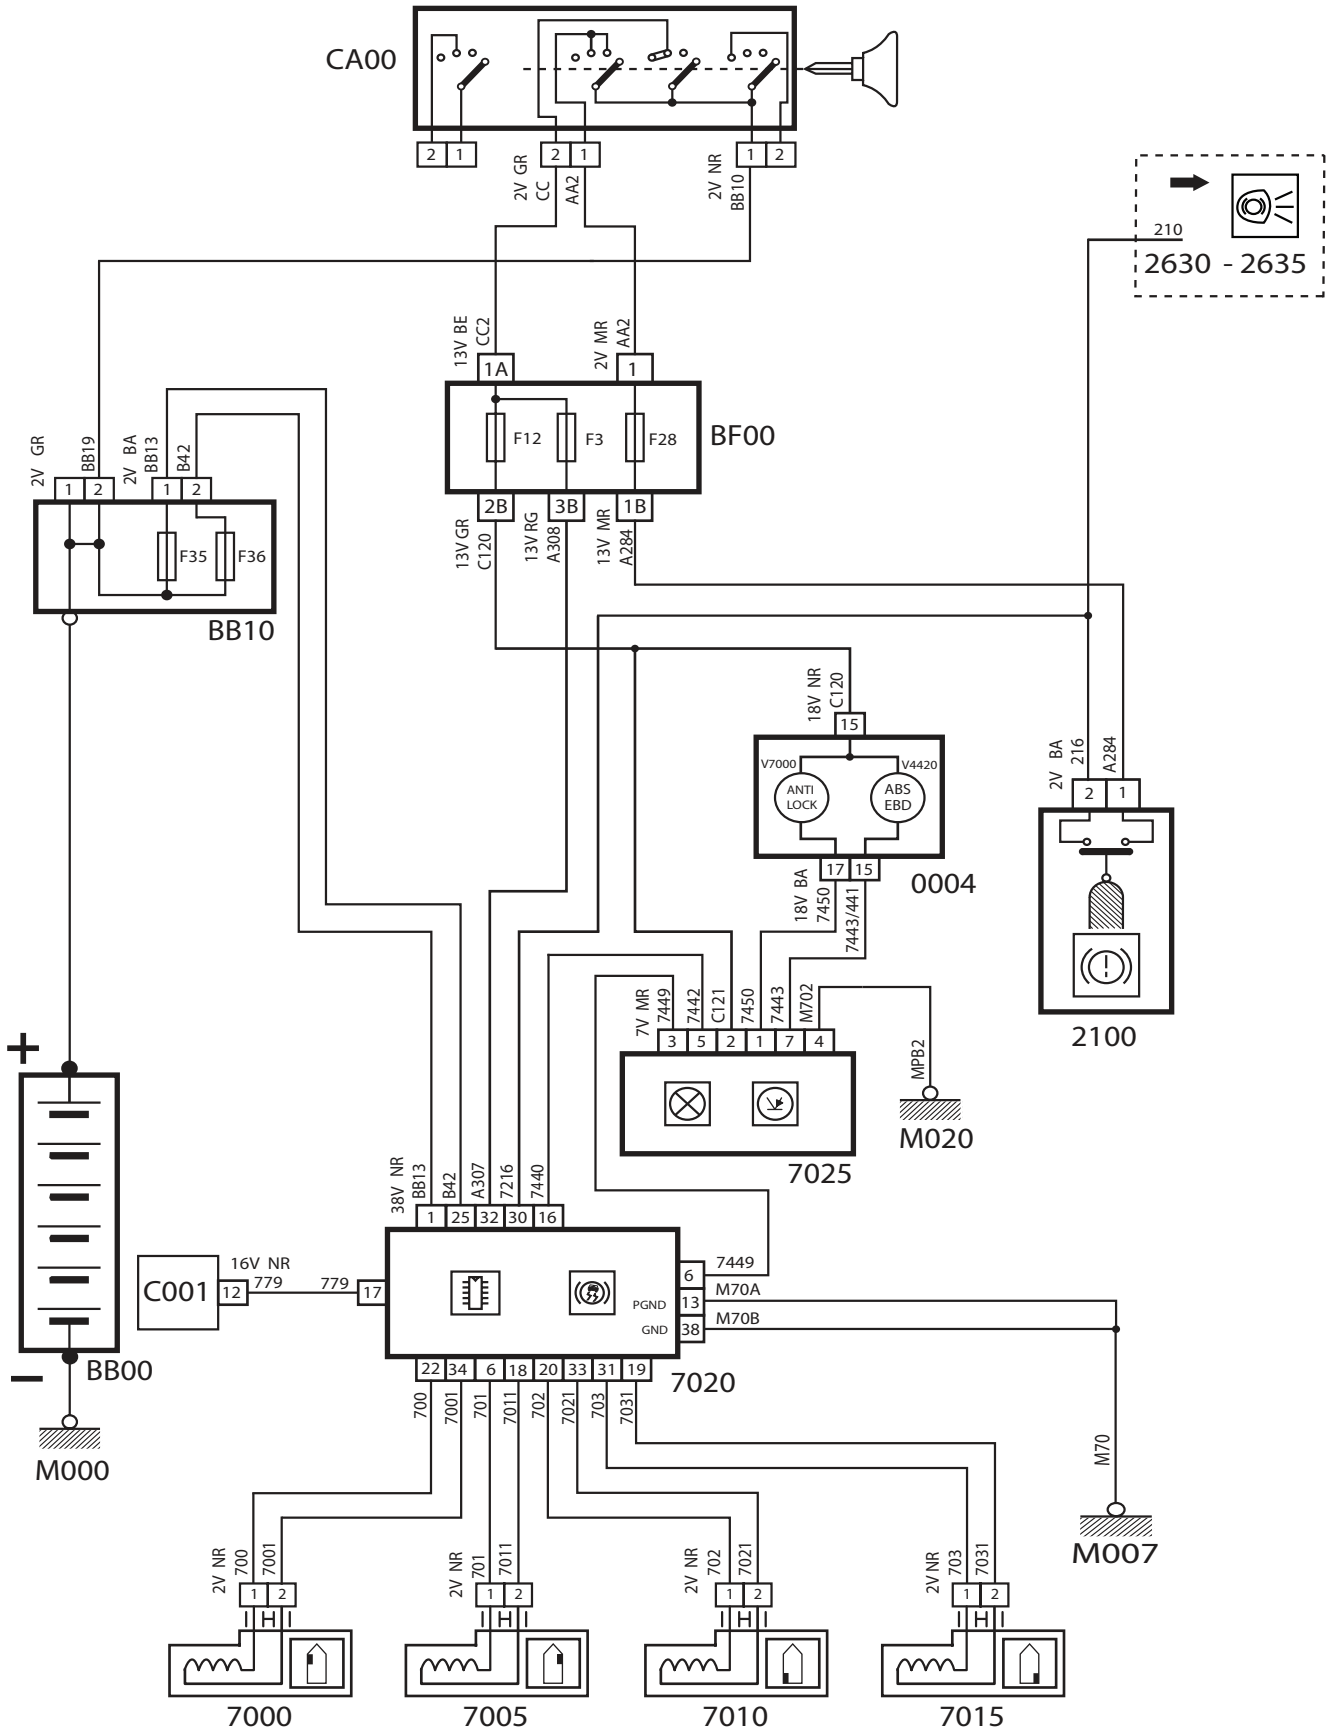 CA00
2 1
2 1
1 2
2V GR
CC
AA2
2V NR
BB10
210
2630 - 2635
13V BE
CC2
2V MR
AA2
1A
1
F12
F3
F28
BF00
2B
3B
1B
13V GR
C120
13V RG
A308
13V MR
A284
2V GR
BB19
2V BA
BB13
B42
1 2
1 2
F35
F36
BB10
18V NR
C120
15
V7000
V4420
ANTI
LOCK
ABS
EBD
17 15
0004
18V BA
7450
7443/441
2V BA
216
A284
2 1
2100
7V MR
7449
7442
C121
7450
7443
M702
3 5 2 1 7 4
7025
MPB2
M020
+
−
BB00
M000
38V NR
BB13
B42
A307
7216
7440
1 25 32 30 16
C001
12
16V NR
779
779
17
6
7449
PGND
13
M70A
GND
38
M70B
22 34 6 18 20 33 31 19
7020
700
7001
701
7011
702
7021
703
7031
M70
M007
2V NR
700
7001
1 2
7000
2V NR
701
7011
1 2
7005
2V NR
702
7021
1 2
7010
2V NR
703
7031
1 2
7015